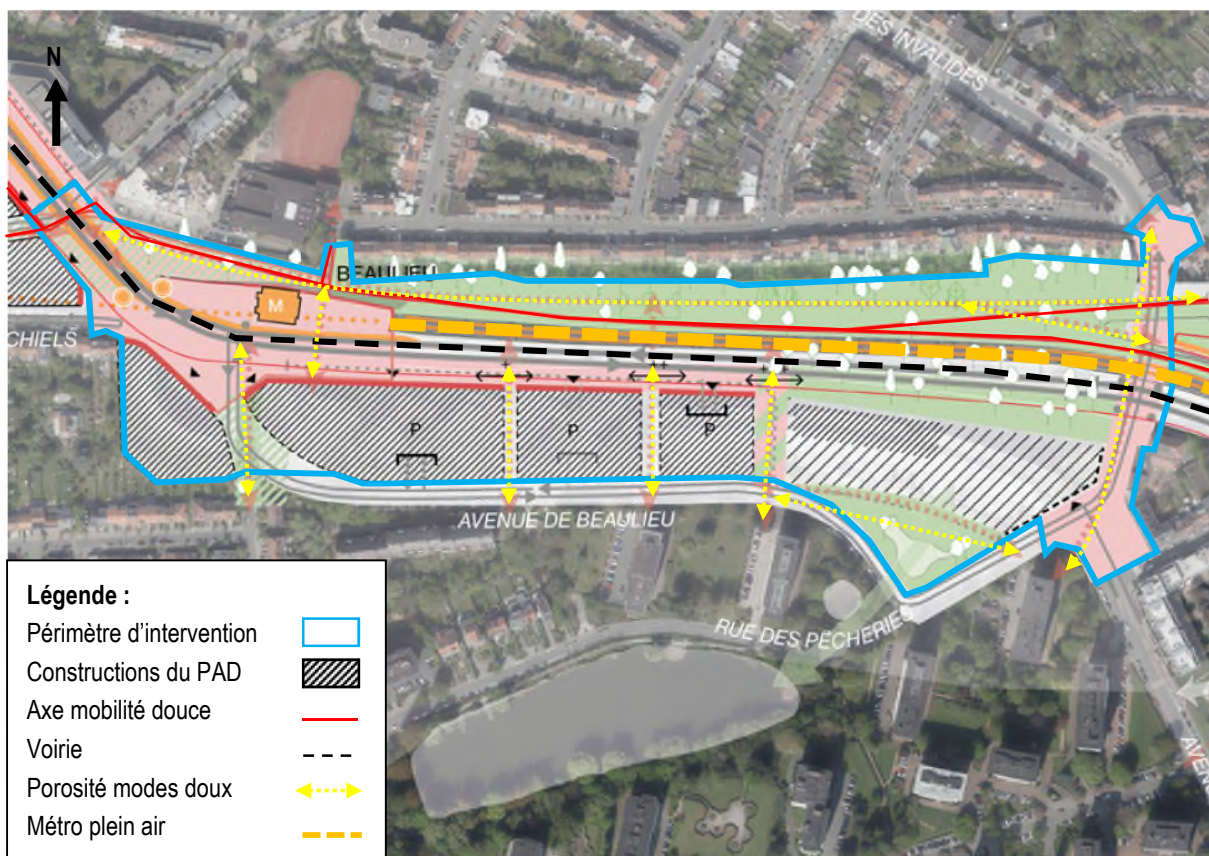 DES INVALIDES
N
BEAULIEU
M
CHIELS
P
P
P
AVENUE DE BEAULIEU
RUE DES PÊCHERIES
AVEN
Légende :
Périmètre d'intervention
Constructions du PAD
Axe mobilité douce
Voirie
Porosité modes doux
Métro plein air